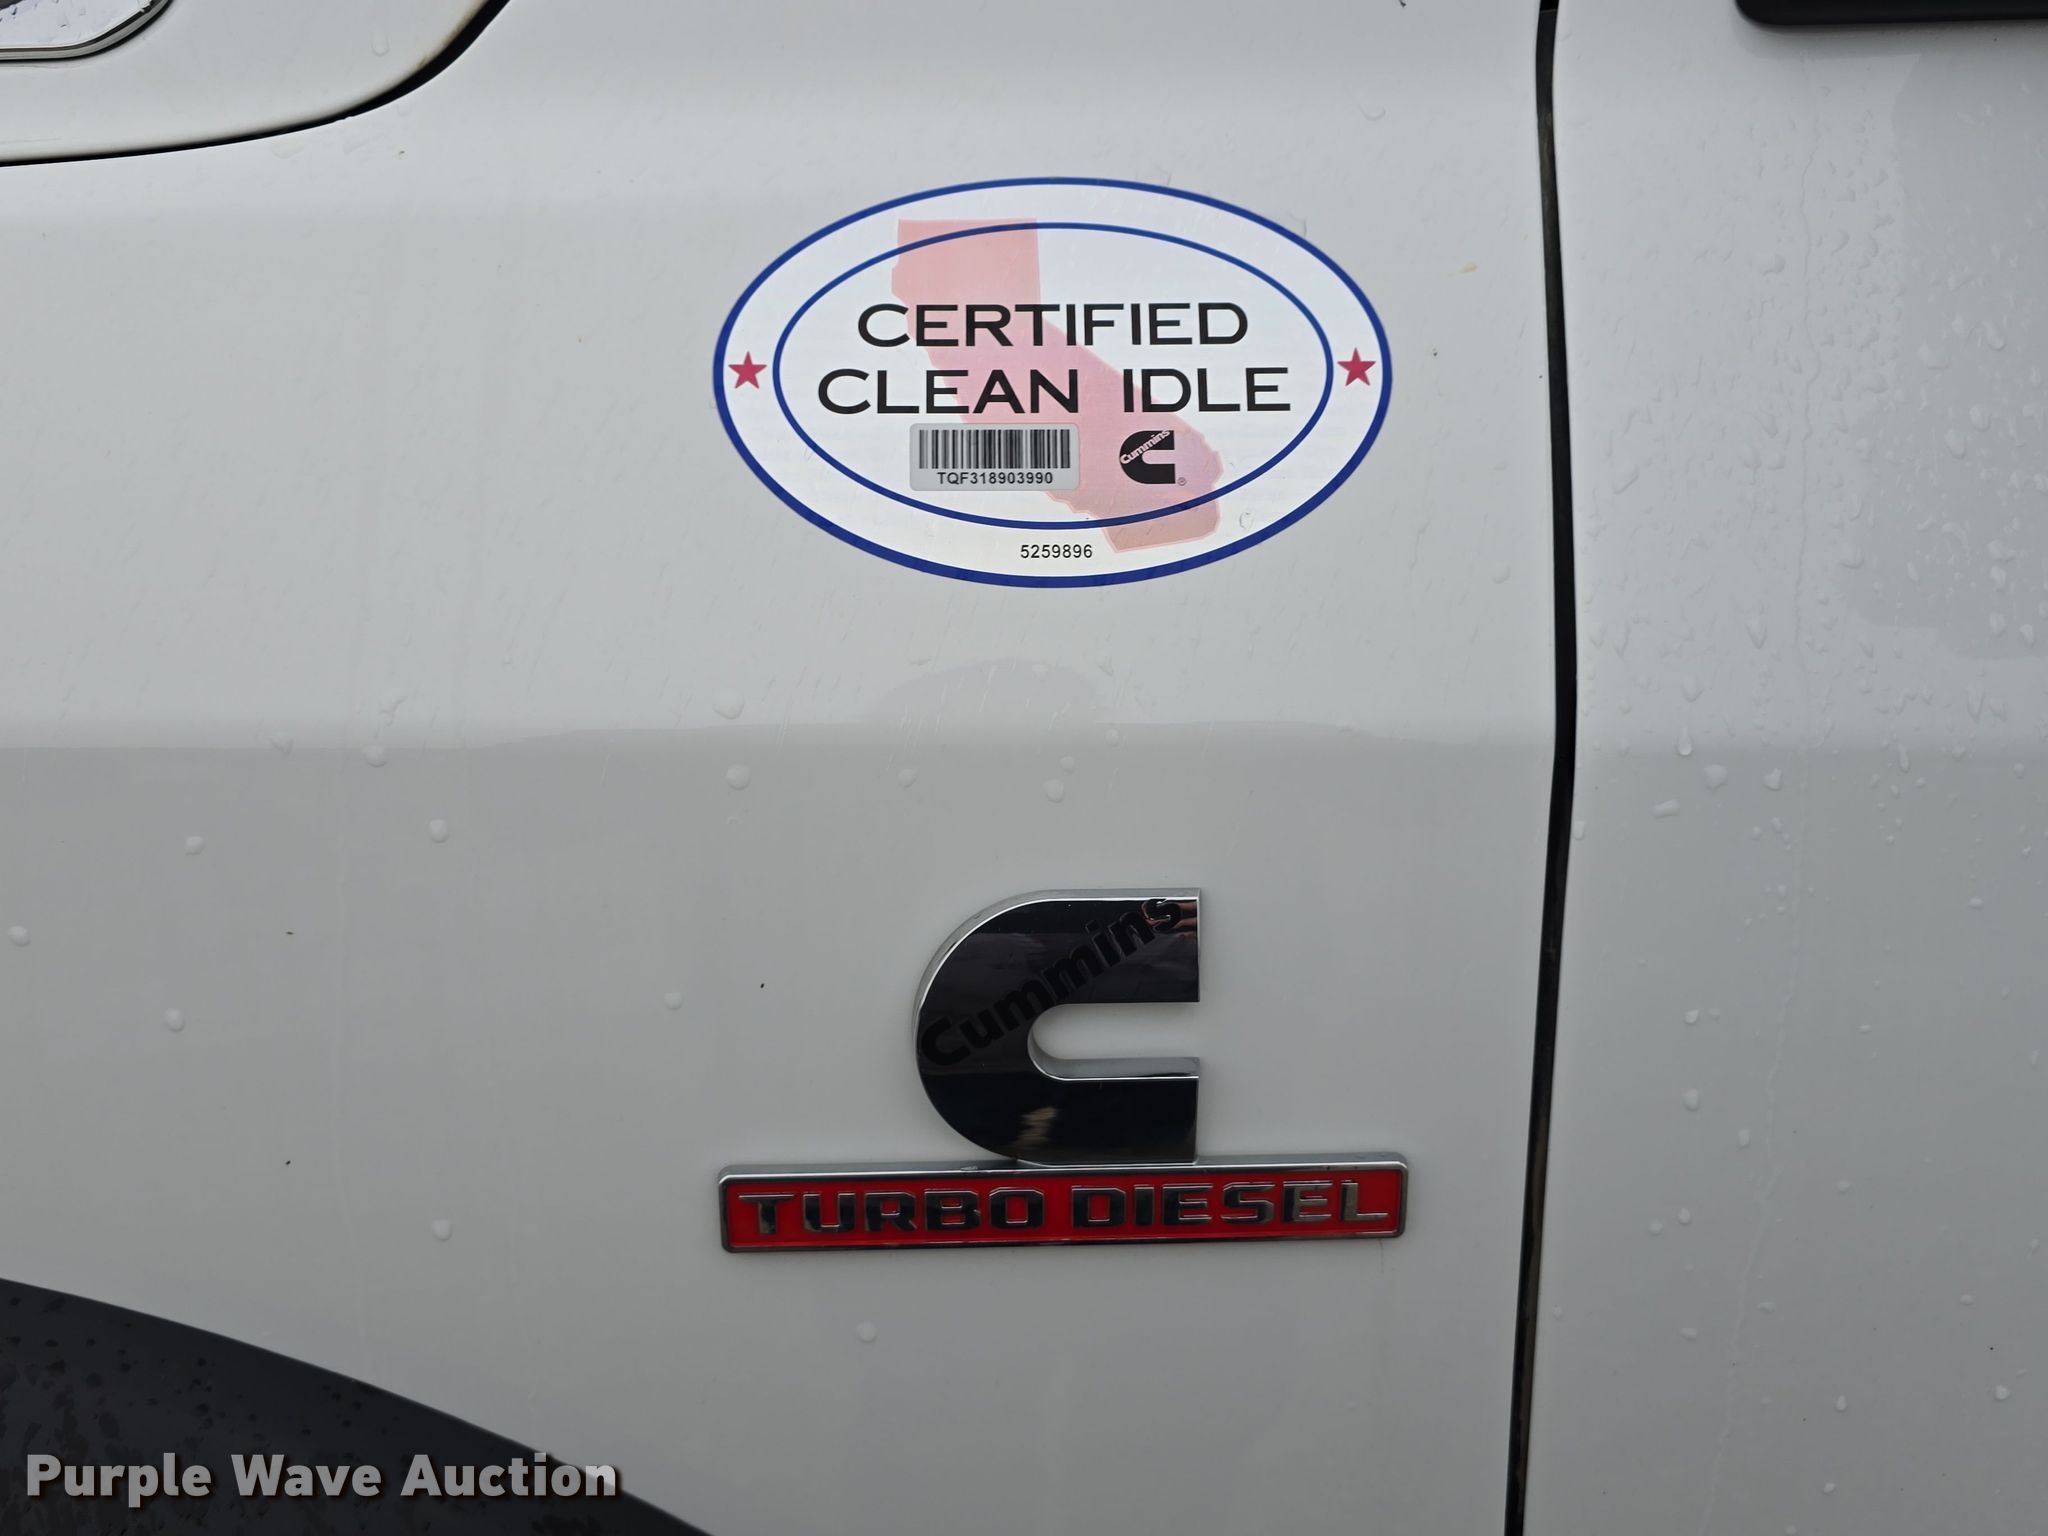 CERTIFIED
CLEAN IDLE
TQF318903990
Cummins
®
5259896
Cummins
TURBO DIESEL
Purple Wave Auction